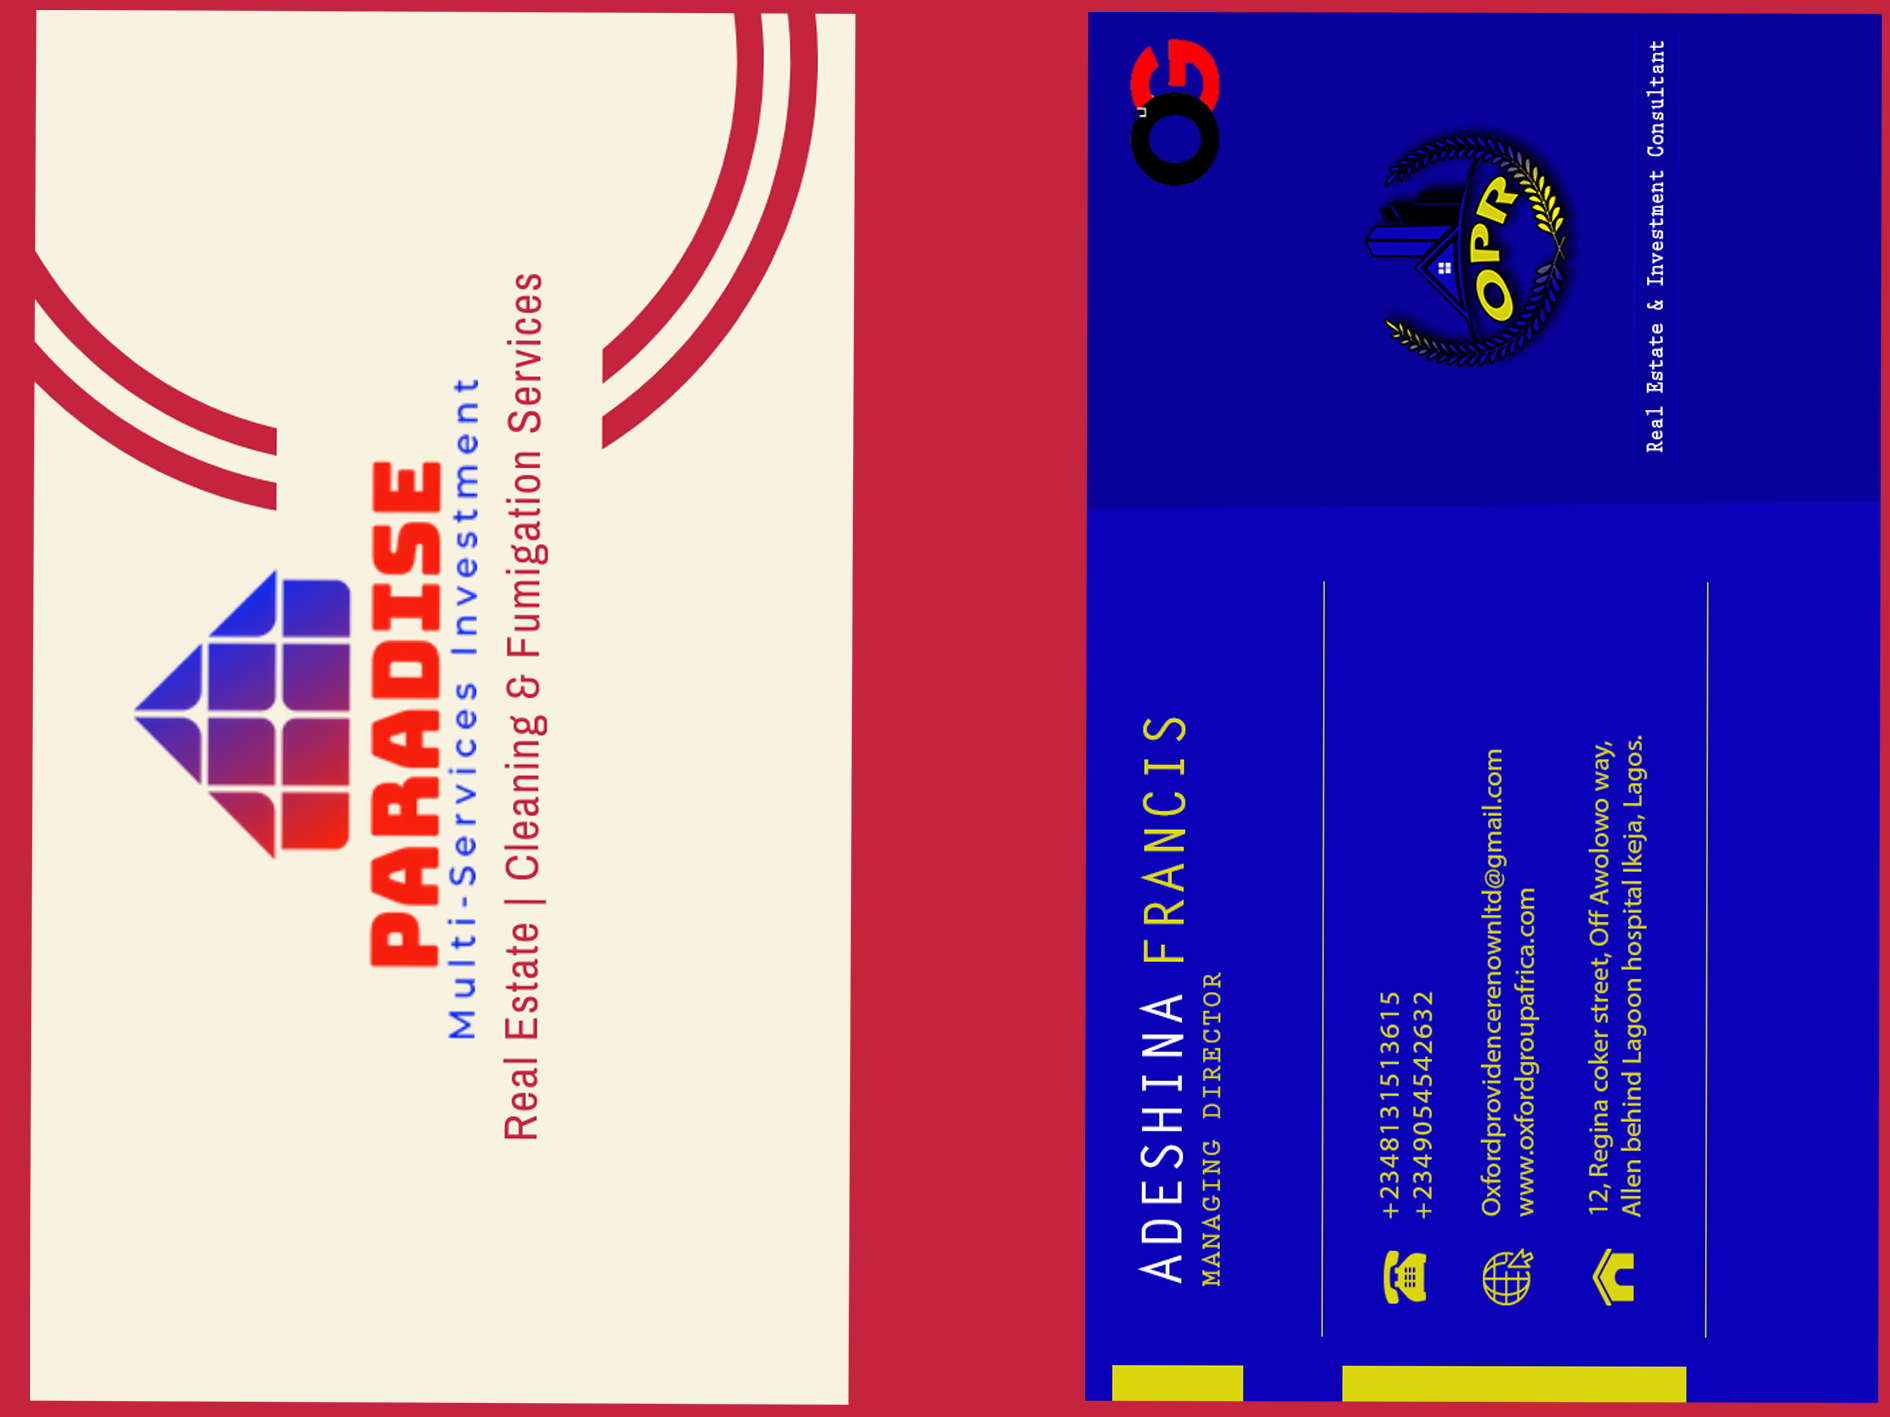 PARADISE
Multi-Services Investment
Real Estate | Cleaning & Fumigation Services
OG
ADESHINA FRANCIS
MANAGING DIRECTOR
+2348131513615
+2349054542632
Oxfordprovidencerenownltd@gmail.com
www.oxfordgroupafrica.com
12, Regina coker street, Off Awolowo way,
Allen behind Lagoon hospital Ikeja, Lagos.
OPR
Real Estate & Investment Consultant